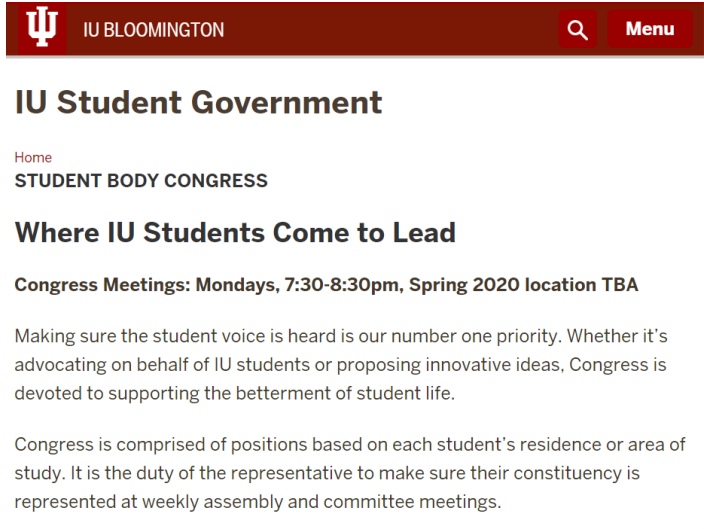 IU BLOOMINGTON
Menu
IU Student Government
Home
STUDENT BODY CONGRESS
Where IU Students Come to Lead
Congress Meetings: Mondays, 7:30-8:30pm, Spring 2020 location TBA
Making sure the student voice is heard is our number one priority. Whether it’s
advocating on behalf of IU students or proposing innovative ideas, Congress is
devoted to supporting the betterment of student life.
Congress is comprised of positions based on each student’s residence or area of
study. It is the duty of the representative to make sure their constituency is
represented at weekly assembly and committee meetings.